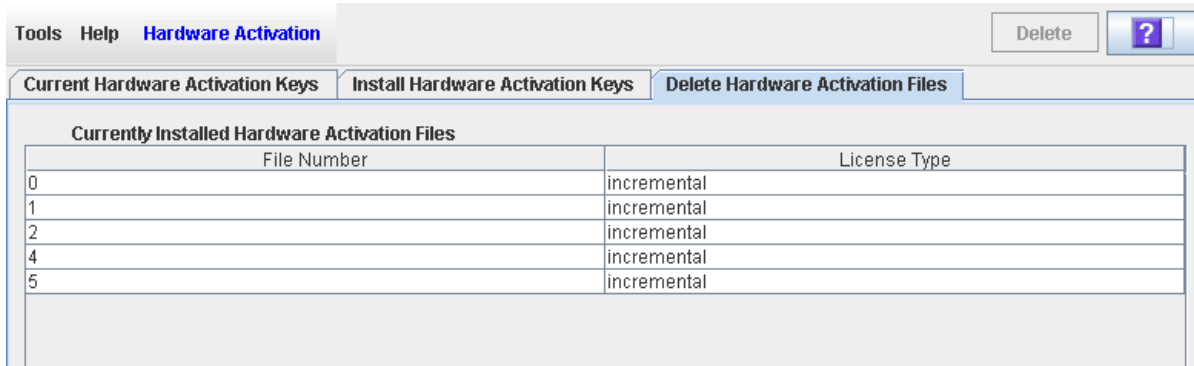 Tools Help Hardware Activation Delete ?
Current Hardware Activation Keys Install Hardware Activation Keys Delete Hardware Activation Files
Currently Installed Hardware Activation Files
File Number License Type
0 incremental
1 incremental
2 incremental
4 incremental
5 incremental